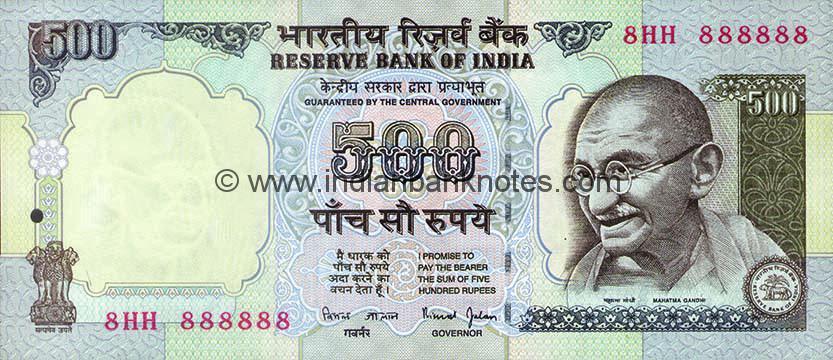 500
भारतीय रिज़र्व बैंक
8HH 888888
RESERVE BANK OF INDIA
केन्द्रीय सरकार द्वारा प्रत्याभूत
GUARANTEED BY THE CENTRAL GOVERNMENT
500
500
© www.indianbanknotes.com
पाँच सौ रुपये
मैं धारक को
पाँच सौ रुपये
अदा करने का
वचन देता हूँ।
I PROMISE TO
PAY THE BEARER
THE SUM OF FIVE
HUNDRED RUPEES
महात्मा गांधी
MAHATMA GANDHI
8HH 888888
सत्यमेव जयते
बिमल जालान
Bimal Jalan
गवर्नर
GOVERNOR